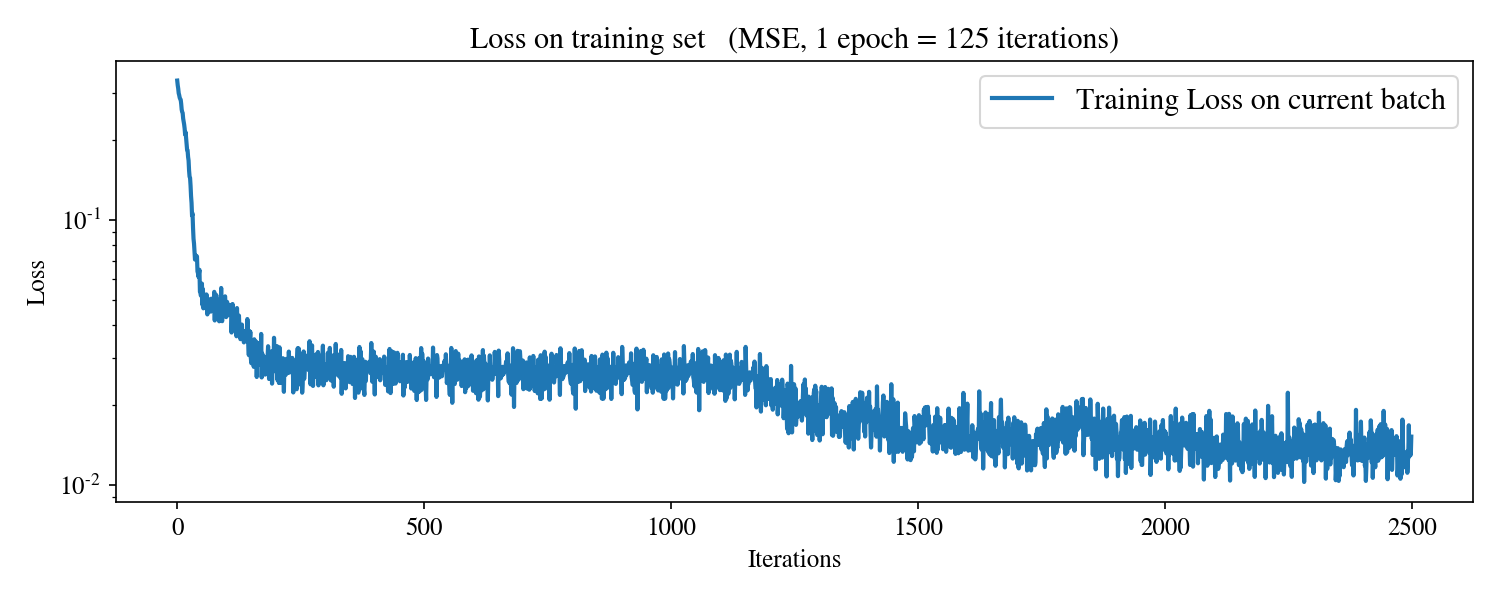 Loss on training set   (MSE, 1 epoch = 125 iterations)
Training Loss on current batch
Loss
10^-1
10^-2
0 500 1000 1500 2000 2500
Iterations